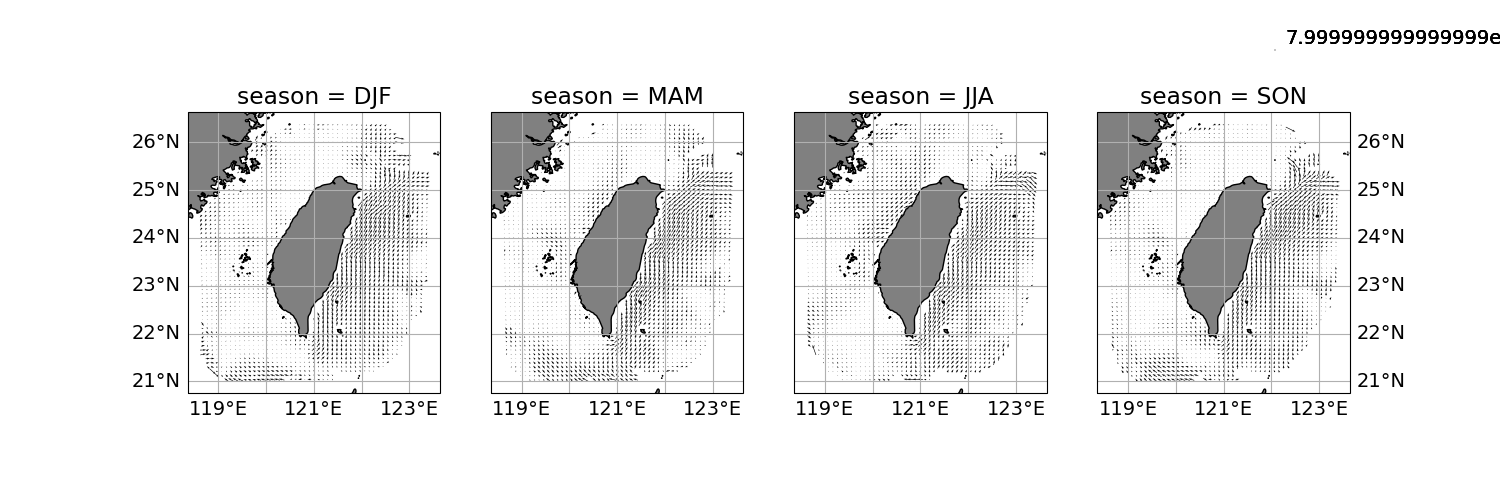 7.999999999999999e
season = DJF season = MAM season = JJA season = SON
26°N 26°N
25°N 25°N
24°N 24°N
23°N 23°N
22°N 22°N
21°N 21°N
119°E 121°E 123°E 119°E 121°E 123°E 119°E 121°E 123°E 119°E 121°E 123°E